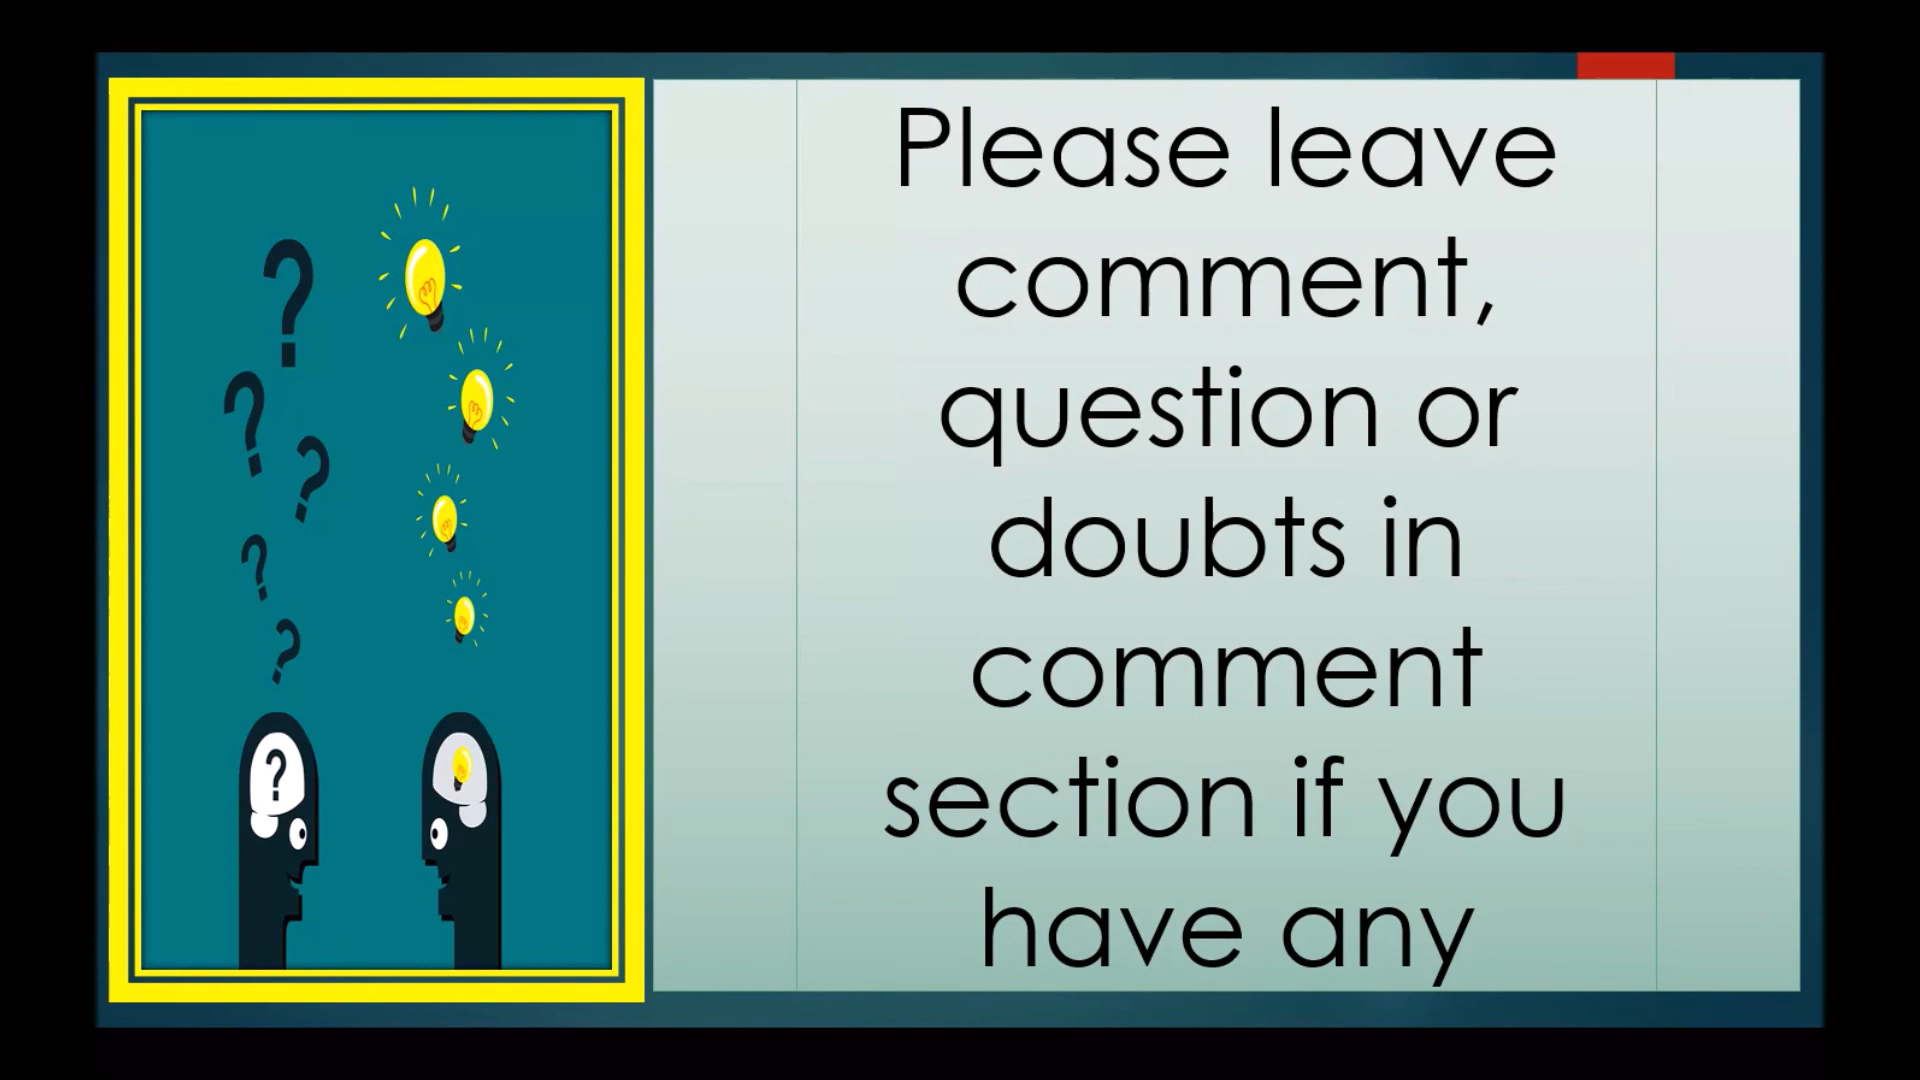 Please leave
comment,
question or
doubts in
comment
section if you
have any